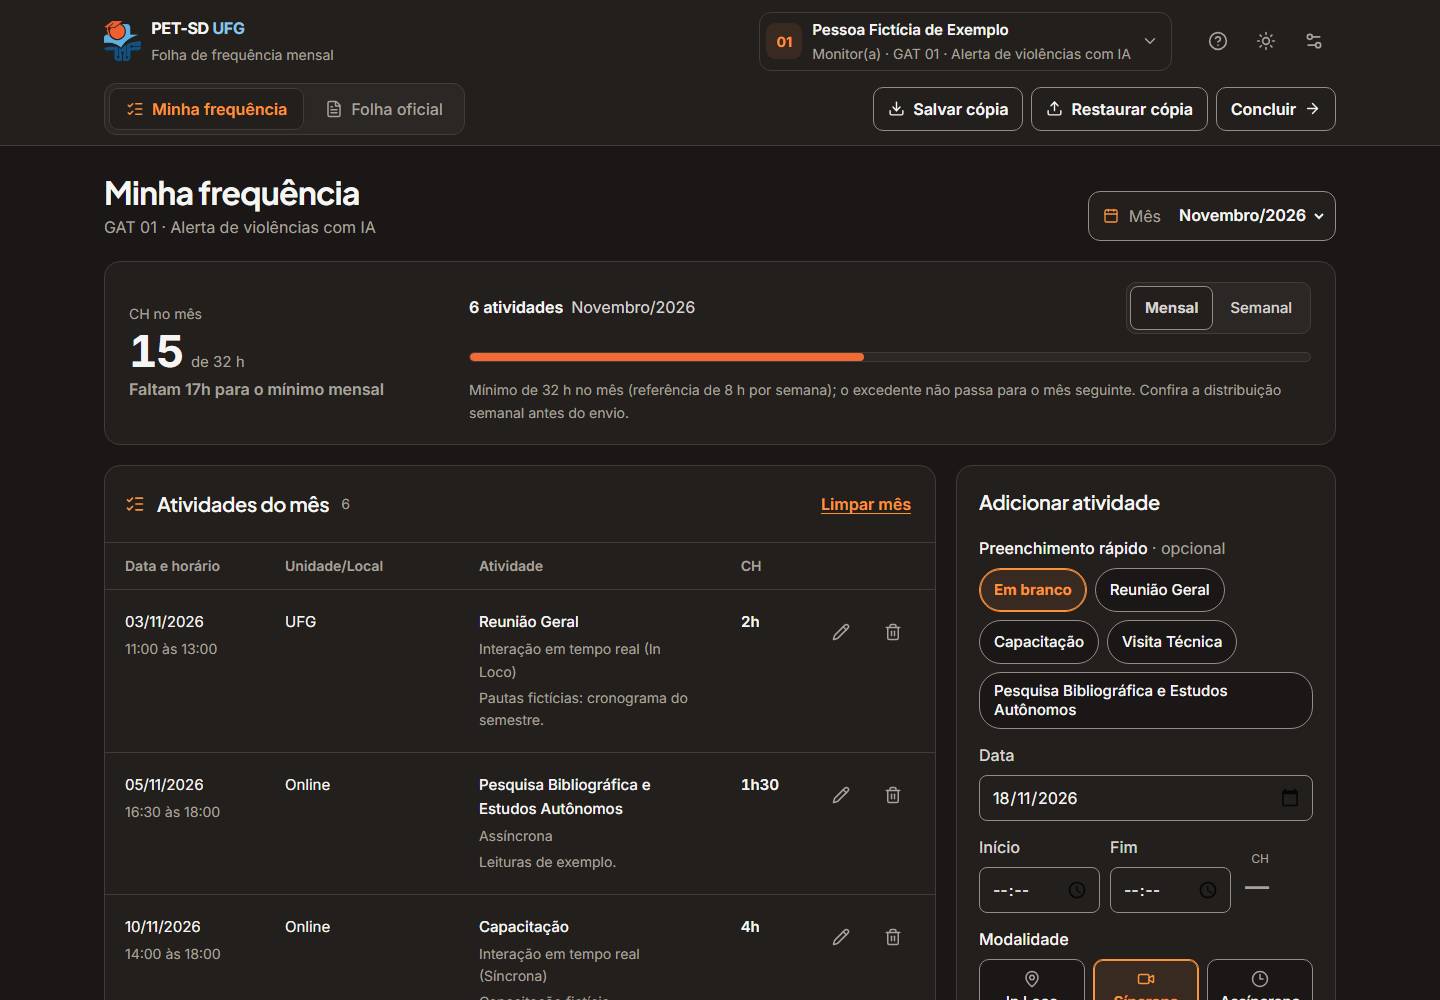 PET-SD UFG
Folha de frequência mensal
01
Pessoa Fictícia de Exemplo
Monitor(a) · GAT 01 · Alerta de violências com IA
Minha frequência
Folha oficial
Salvar cópia
Restaurar cópia
Concluir
Minha frequência
GAT 01 · Alerta de violências com IA
Mês
Novembro/2026
CH no mês
15 de 32 h
Faltam 17h para o mínimo mensal
6 atividades Novembro/2026
Mensal
Semanal
Mínimo de 32 h no mês (referência de 8 h por semana); o excedente não passa para o mês seguinte. Confira a distribuição
semanal antes do envio.
Atividades do mês 6
Limpar mês
Data e horário
Unidade/Local
Atividade
CH
03/11/2026
11:00 às 13:00
UFG
Reunião Geral
Interação em tempo real (In
Loco)
Pautas fictícias: cronograma do
semestre.
2h
05/11/2026
16:30 às 18:00
Online
Pesquisa Bibliográfica e
Estudos Autônomos
Assíncrona
Leituras de exemplo.
1h30
10/11/2026
14:00 às 18:00
Online
Capacitação
Interação em tempo real
(Síncrona)
4h
Adicionar atividade
Preenchimento rápido · opcional
Em branco
Reunião Geral
Capacitação
Visita Técnica
Pesquisa Bibliográfica e Estudos
Autônomos
Data
18/11/2026
Início
Fim
CH
--:--
--:--
—
Modalidade